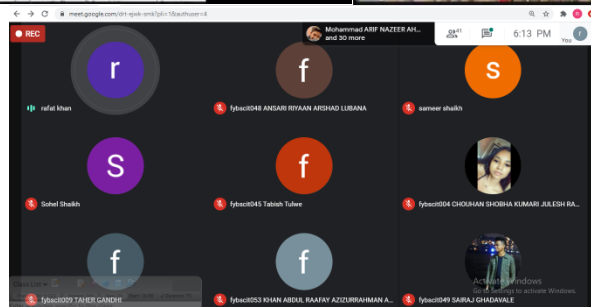 meet.google.com/drt-ejwk-smk?pli=1&authuser=4
REC
Mohammad ARIF NAZEER AH...
and 30 more
41
6:13 PM
You
r
r
f
S
rafat khan
fybscit048 ANSARI RIYAAN ARSHAD LUBANA
sameer shaikh
S
f
Sohel Shaikh
fybscit045 Tabish Tulwe
fybscit004 CHOUHAN SHOBHA KUMARI JULESH RA...
f
f
Activate Windows
Go to Settings to activate Windows.
fybscit009 TAHER GANDHI
fybscit053 KHAN ABDUL RAAFAY AZIZURRAHMAN A...
fybscit049 SAIRAJ GHADAVALE